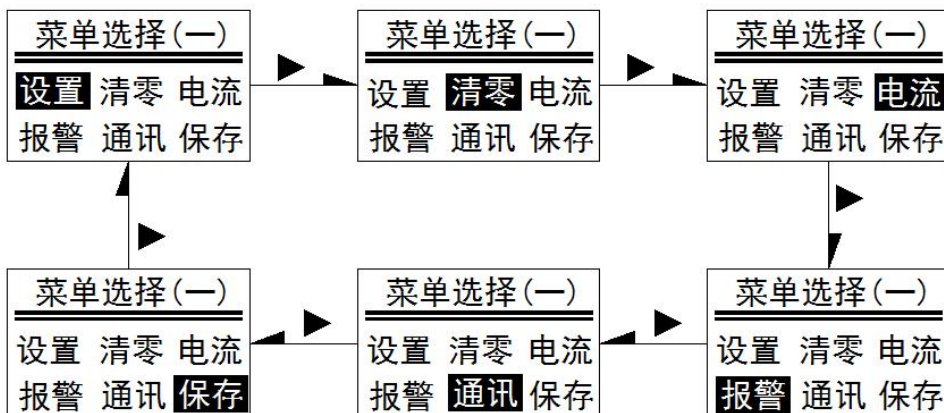 菜单选择(一)
设置 清零 电流
报警 通讯 保存
菜单选择(一)
设置 清零 电流
报警 通讯 保存
菜单选择(一)
设置 清零 电流
报警 通讯 保存
菜单选择(一)
设置 清零 电流
报警 通讯 保存
菜单选择(一)
设置 清零 电流
报警 通讯 保存
菜单选择(一)
设置 清零 电流
报警 通讯 保存